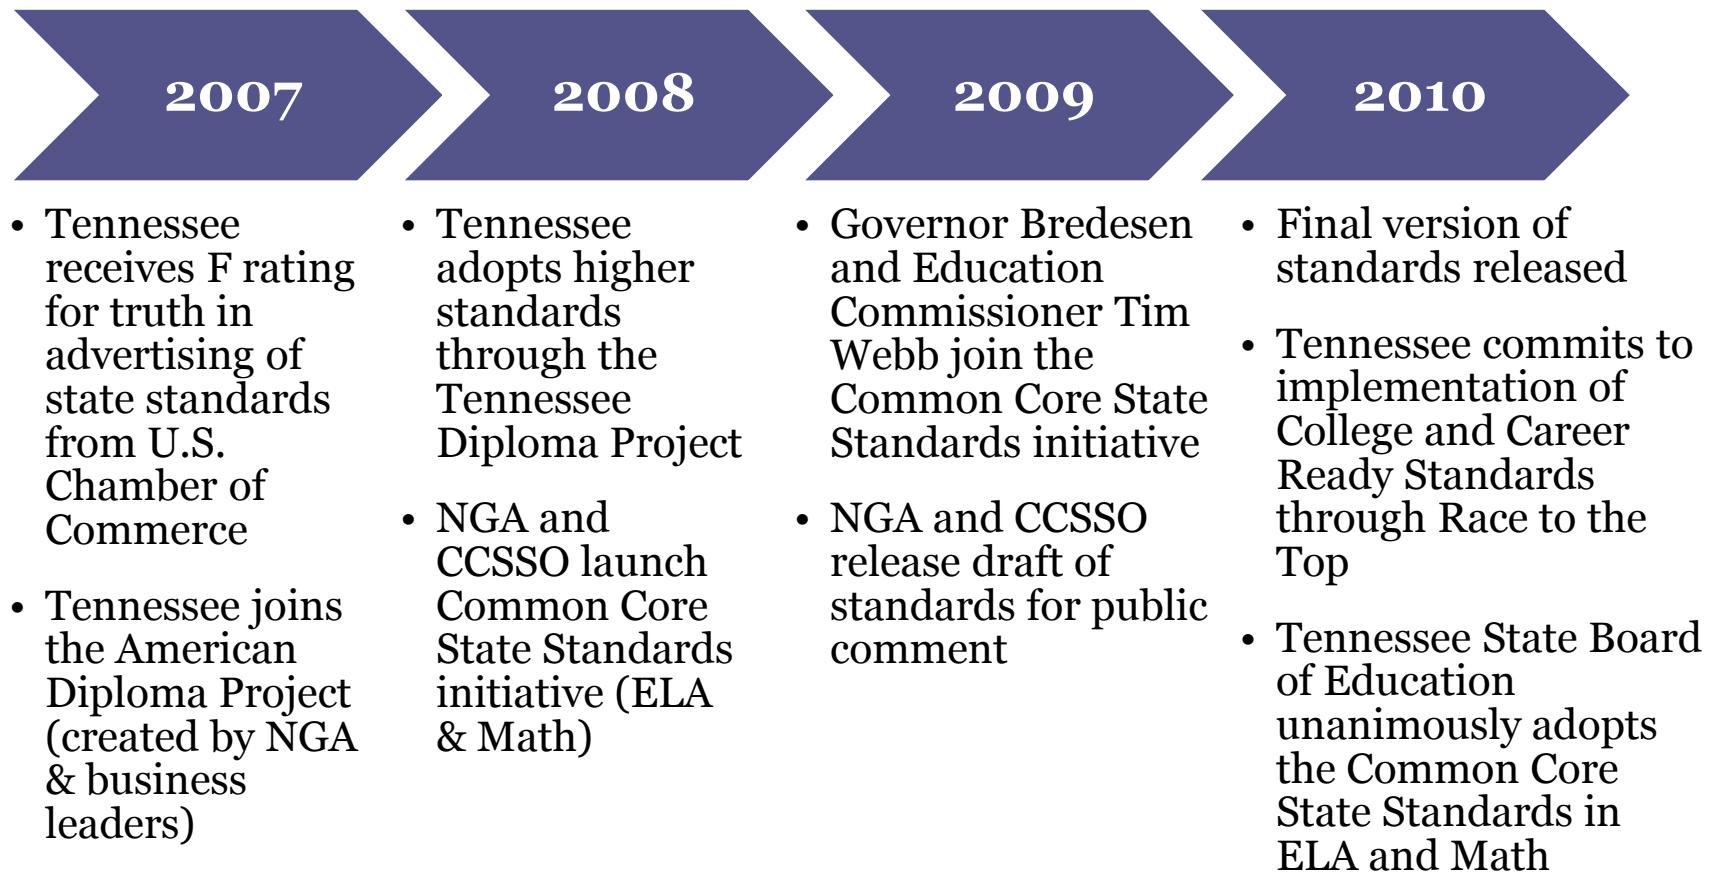 2007
• Tennessee
receives F rating
for truth in
advertising of
state standards
from U.S.
Chamber of
Commerce
• Tennessee joins
the American
Diploma Project
(created by NGA
& business
leaders)
2008
• Tennessee
adopts higher
standards
through the
Tennessee
Diploma Project
• NGA and
CCSSO launch
Common Core
State Standards
initiative (ELA
& Math)
2009
• Governor Bredesen
and Education
Commissioner Tim
Webb join the
Common Core State
Standards initiative
• NGA and CCSSO
release draft of
standards for public
comment
2010
• Final version of
standards released
• Tennessee commits to
implementation of
College and Career
Ready Standards
through Race to the
Top
• Tennessee State Board
of Education
unanimously adopts
the Common Core
State Standards in
ELA and Math